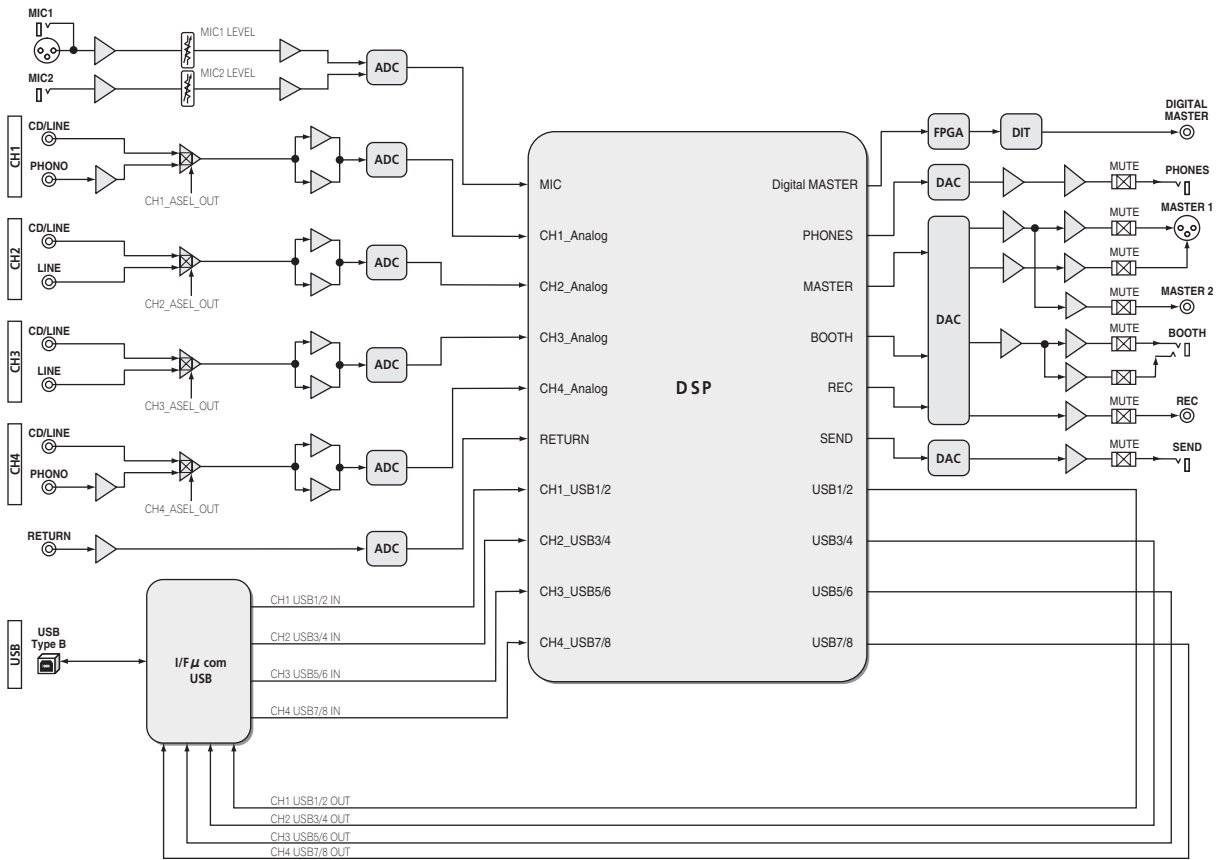 MIC1
MIC1 LEVEL
ADC
MIC2
MIC2 LEVEL
CH1
CD/LINE
PHONO
ADC
CH1_ASEL_OUT
CH2
CD/LINE
LINE
ADC
CH2_ASEL_OUT
CH3
CD/LINE
LINE
ADC
CH3_ASEL_OUT
CH4
CD/LINE
PHONO
ADC
CH4_ASEL_OUT
RETURN
ADC
USB
USB
Type B
I/F μ com
USB
CH1 USB1/2 IN
CH2 USB3/4 IN
CH3 USB5/6 IN
CH4 USB7/8 IN
DSP
MIC
CH1_Analog
CH2_Analog
CH3_Analog
CH4_Analog
RETURN
CH1_USB1/2
CH2_USB3/4
CH3_USB5/6
CH4_USB7/8
Digital MASTER
PHONES
MASTER
BOOTH
REC
SEND
USB1/2
USB3/4
USB5/6
USB7/8
FPGA
DIT
DIGITAL
MASTER
DAC
MUTE
PHONES
DAC
MUTE
MASTER 1
MUTE
MUTE
MASTER 2
MUTE
BOOTH
MUTE
REC
DAC
MUTE
SEND
CH1 USB1/2 OUT
CH2 USB3/4 OUT
CH3 USB5/6 OUT
CH4 USB7/8 OUT